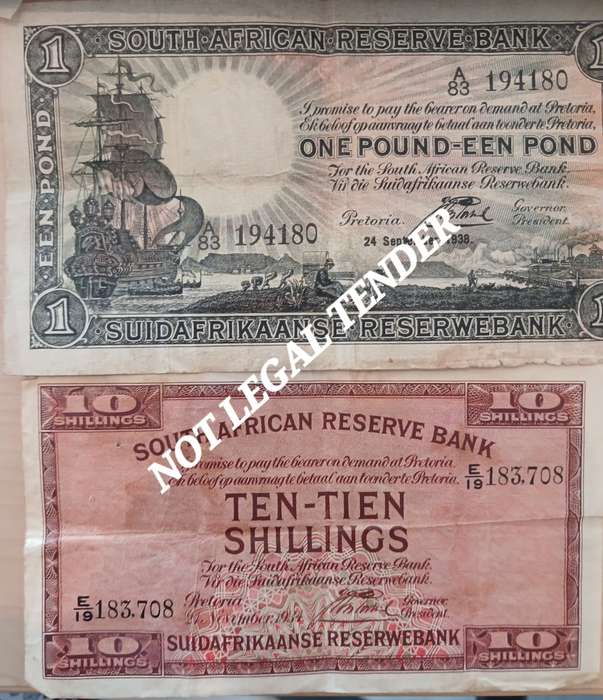 1
SOUTH AFRICAN RESERVE BANK
A/83 194180
I promise to pay the bearer on demand at Pretoria,
Ek beloof op aanvraag te betaal aan toonder te Pretoria,
ONE POUND-EEN POND
For the South African Reserve Bank.
Vir die Suidafrikaanse Reserwebank.
Pretoria.
Governor,
President.
24 September 1938.
EEN POND
A/83 194180
1
SUIDAFRIKAANSE RESERWEBANK
NOT LEGAL TENDER
10 SHILLINGS
10 SHILLINGS
SOUTH AFRICAN RESERVE BANK
I promise to pay the bearer on demand at Pretoria.
Ek beloof op aanvraag te betaal aan toonder te Pretoria.
E/19 183,708
TEN-TIEN
SHILLINGS
For the South African Reserve Bank.
Vir die Suidafrikaanse Reserwebank.
Pretoria
Governor,
President.
E/19 183,708
November
10 SHILLINGS
SUIDAFRIKAANSE RESERWEBANK
10 SHILLINGS